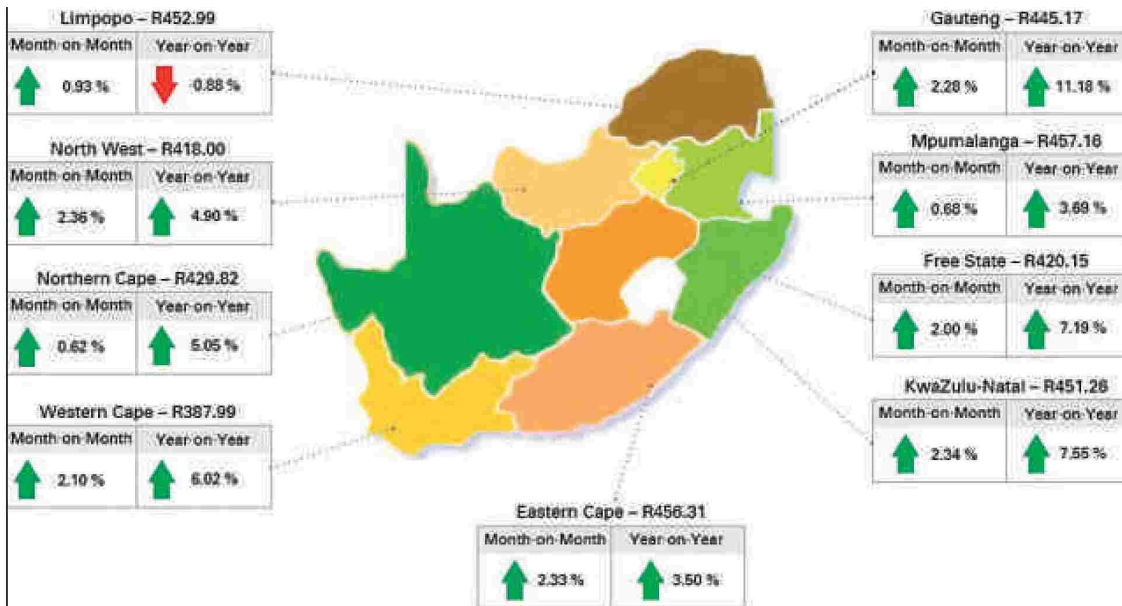 Limpopo – R452.99
Month-on-Month Year-on-Year
0.93 % -0.88 %
North West – R418.00
Month-on-Month Year-on-Year
2.36 % 4.90 %
Northern Cape – R429.82
Month-on-Month Year-on-Year
0.62 % 5.05 %
Western Cape – R387.99
Month-on-Month Year-on-Year
2.10 % 6.02 %
Eastern Cape – R456.31
Month-on-Month Year-on-Year
2.33 % 3.50 %
Gauteng – R445.17
Month-on-Month Year-on-Year
2.28 % 11.18 %
Mpumalanga – R457.16
Month-on-Month Year-on-Year
0.68 % 3.69 %
Free State – R420.15
Month-on-Month Year-on-Year
2.00 % 7.19 %
KwaZulu-Natal – R451.26
Month-on-Month Year-on-Year
2.34 % 7.55 %